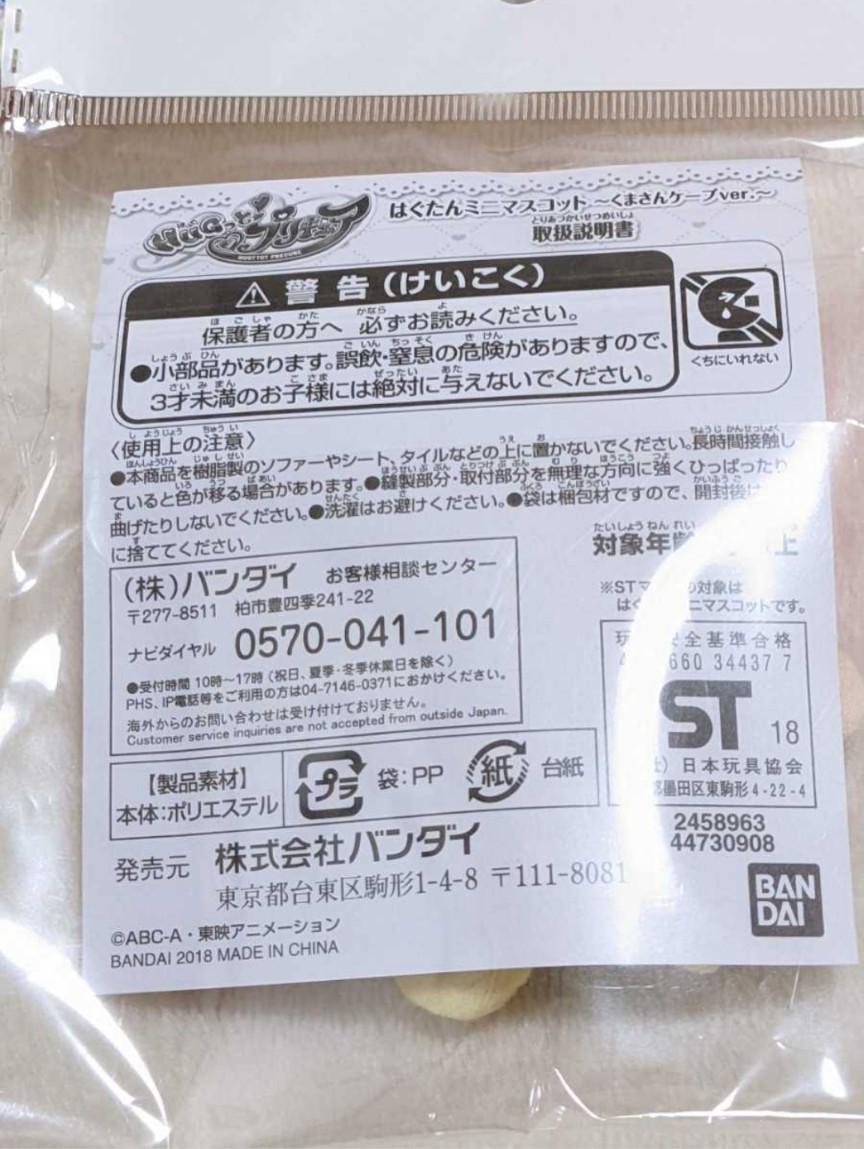 HUGっと!プリキュア
HUGTTO! PRECURE
はぐたんミニマスコット～くまさんケープver.～
とりあつかいせつめいしょ
取扱説明書
警告（けいこく）
保護者の方へ 必ずお読みください。
●小部品があります。誤飲・窒息の危険がありますので、
3才未満のお子様には絶対に与えないでください。
くちにいれない
〈使用上の注意〉
●本商品を樹脂製のソファーやシート、タイルなどの上に置かないでください。長時間接触し
ていると色が移る場合があります。●縫製部分・取付部分を無理な方向に強くひっぱったり
曲げたりしないでください。●洗濯はお避けください。●袋は梱包材ですので、開封後は
に捨ててください。
対象年齢 上
※STマ の対象は
はぐ ニマスコットです。
(株)バンダイ お客様相談センター
〒277-8511 柏市豊四季241-22
ナビダイヤル 0570-041-101
●受付時間 10時～17時（祝日、夏季・冬季休業日を除く）
PHS、IP電話等をご利用の方は04-7146-0371におかけください。
海外からのお問い合わせは受け付けておりません。
Customer service inquiries are not accepted from outside Japan.
玩 安全基準合格
4 660 34437 7
ST 18
日本玩具協会
墨田区東駒形4-22-4
【製品素材】
本体：ポリエステル
プラ 袋：PP 紙 台紙
2458963
44730908
発売元 株式会社バンダイ
東京都台東区駒形1-4-8 〒111-8081
BAN
DAI
©ABC-A・東映アニメーション
BANDAI 2018 MADE IN CHINA